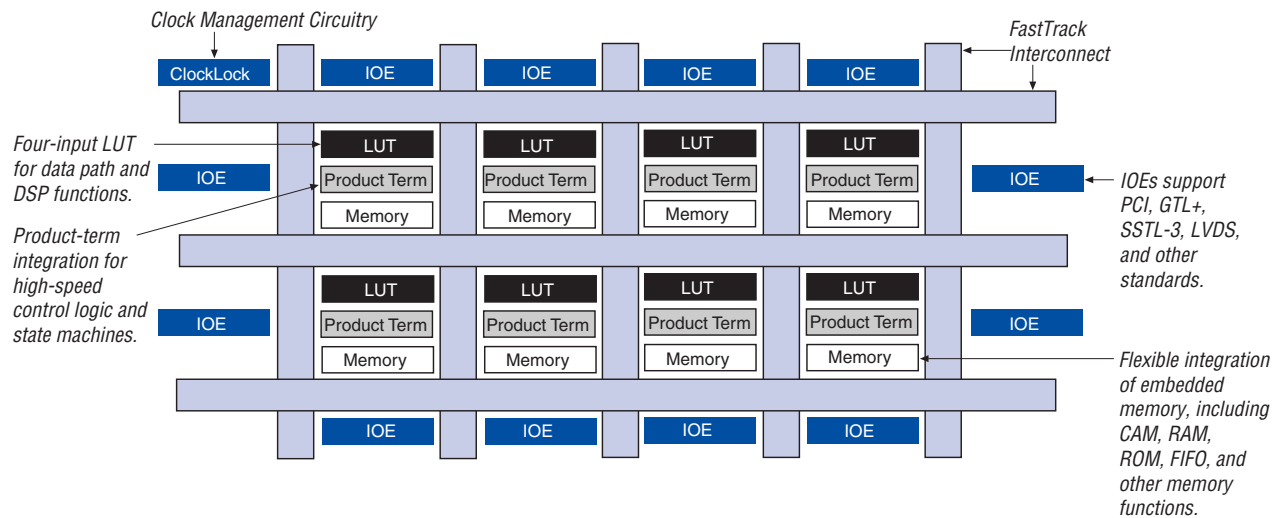 Clock Management Circuitry
FastTrack
Interconnect
ClockLock
IOE
IOE
IOE
IOE
Four-input LUT
for data path and
DSP functions.
LUT
LUT
LUT
LUT
IOE
Product Term
Product Term
Product Term
Product Term
IOE
Memory
Memory
Memory
Memory
IOEs support
PCI, GTL+,
SSTL-3, LVDS,
and other
standards.
Product-term
integration for
high-speed
control logic and
state machines.
LUT
LUT
LUT
LUT
IOE
Product Term
Product Term
Product Term
Product Term
IOE
Memory
Memory
Memory
Memory
Flexible integration
of embedded
memory, including
CAM, RAM,
ROM, FIFO, and
other memory
functions.
IOE
IOE
IOE
IOE